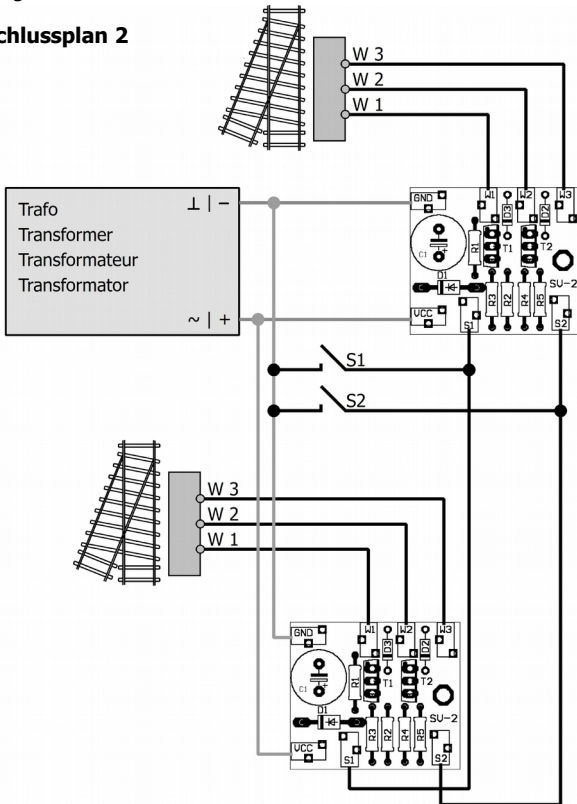 chlussplan 2
W 3
W 2
W 1
Trafo
Transformer
Transformateur
Transformator
⊥ | −
~ | +
GND
W1
W2
W3
D3
D2
C1
+
R1
T1
T2
D1
R3
R2
R4
R5
SU-2
VCC
S1
S2
S1
S2
W 3
W 2
W 1
GND
W1
W2
W3
D3
D2
C1
+
R1
T1
T2
D1
R3
R2
R4
R5
SU-2
VCC
S1
S2